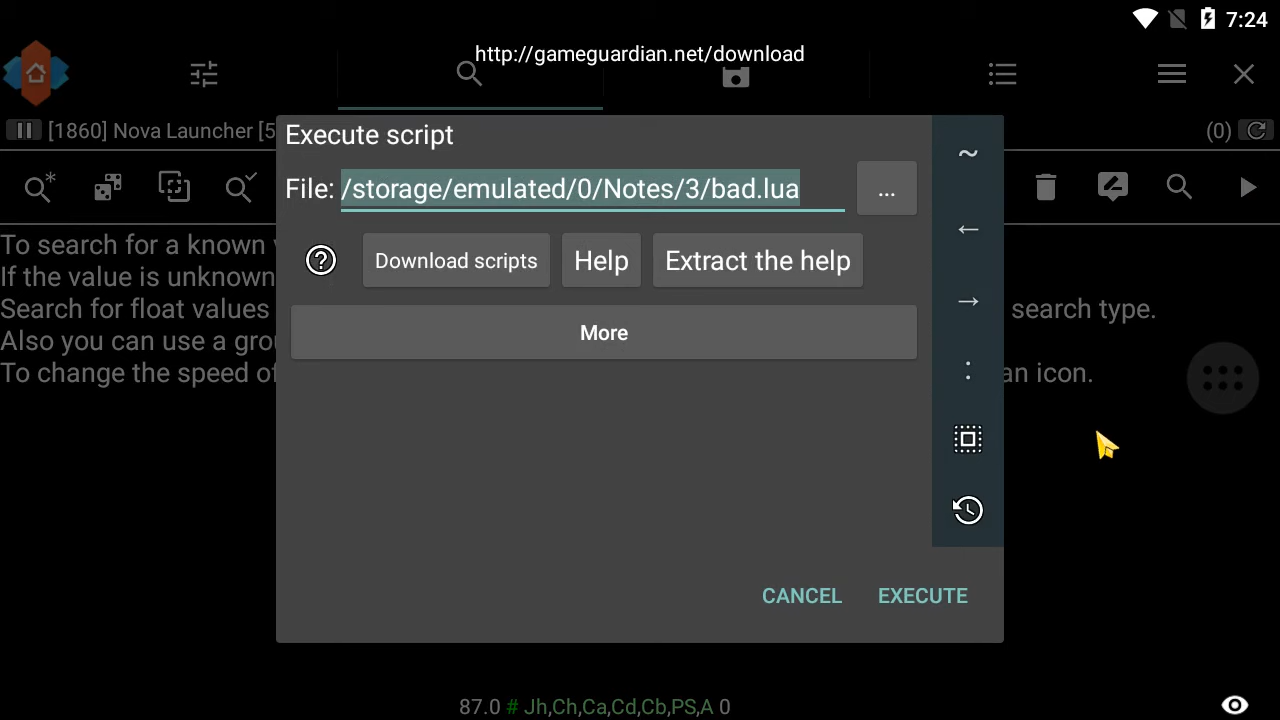 7:24
http://gameguardian.net/download
[1860] Nova Launcher [5
(0)
Execute script
File: /storage/emulated/0/Notes/3/bad.lua
...
~
←
→
:
Download scripts
Help
Extract the help
More
To search for a known
If the value is unknown
Search for float values
search type.
Also you can use a gro
To change the speed of
an icon.
CANCEL
EXECUTE
87.0 # Jh,Ch,Ca,Cd,Cb,PS,A 0